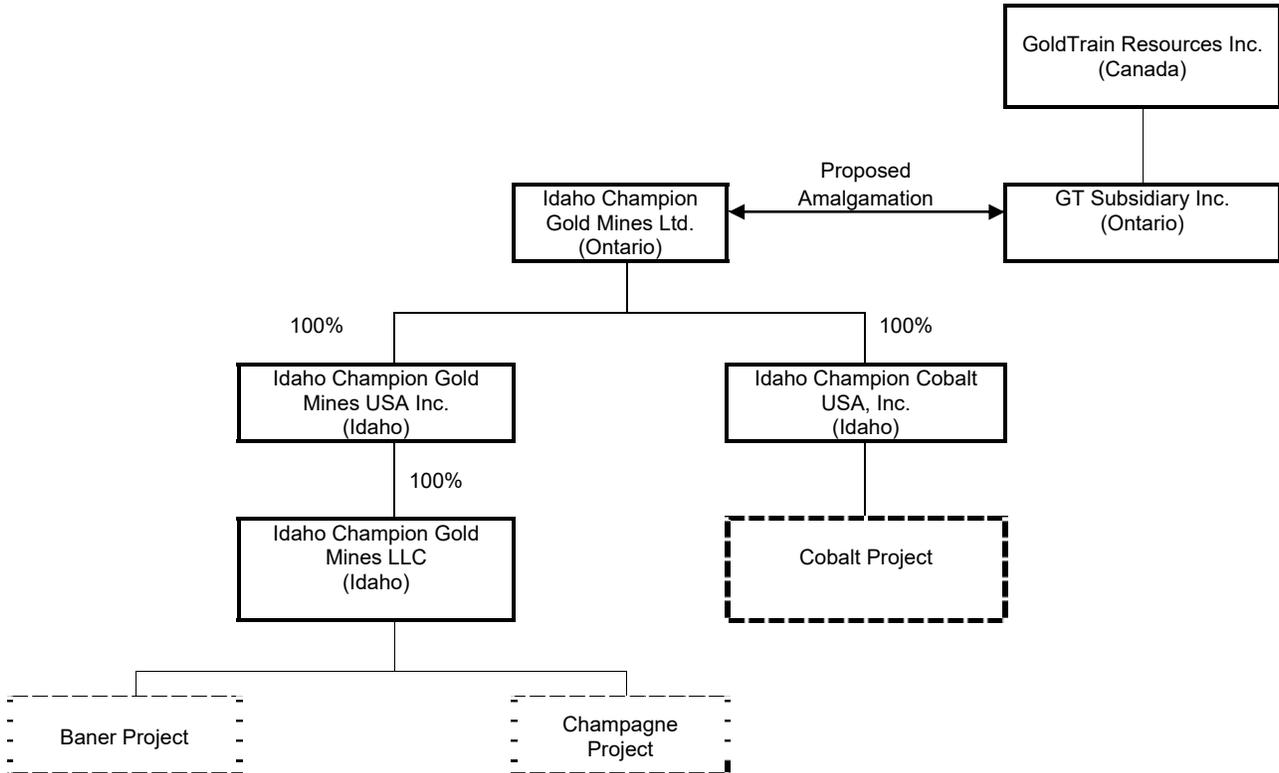 GoldTrain Resources Inc.
(Canada)
Proposed
Amalgamation
Idaho Champion
Gold Mines Ltd.
(Ontario)
GT Subsidiary Inc.
(Ontario)
100%
100%
Idaho Champion Gold
Mines USA Inc.
(Idaho)
Idaho Champion Cobalt
USA, Inc.
(Idaho)
100%
Idaho Champion Gold
Mines LLC
(Idaho)
Cobalt Project
Baner Project
Champagne
Project